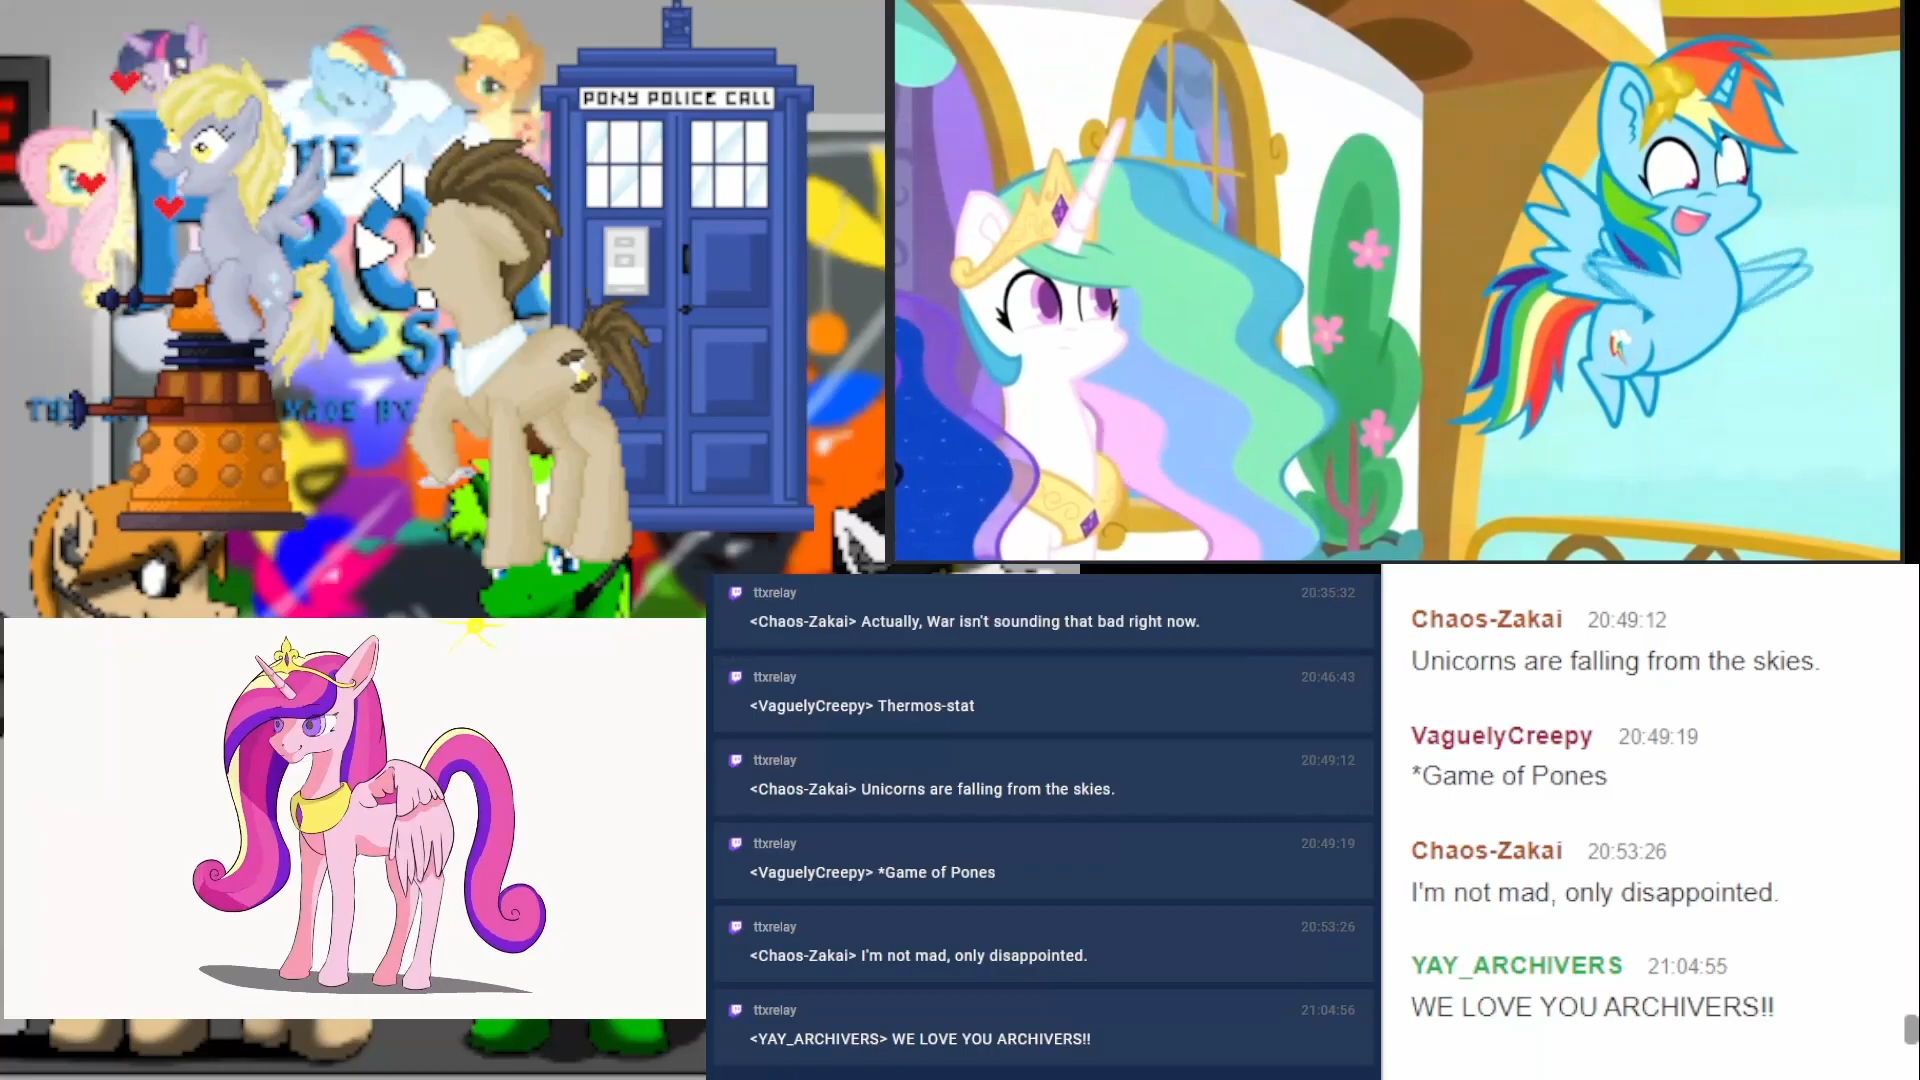 PONY POLICE CALL
HE
THE
MADE BY
ttxrelay 20:35:32
<Chaos-Zakai> Actually, War isn't sounding that bad right now.
ttxrelay 20:46:43
<VaguelyCreepy> Thermos-stat
ttxrelay 20:49:12
<Chaos-Zakai> Unicorns are falling from the skies.
ttxrelay 20:49:19
<VaguelyCreepy> *Game of Pones
ttxrelay 20:53:26
<Chaos-Zakai> I'm not mad, only disappointed.
ttxrelay 21:04:56
<YAY_ARCHIVERS> WE LOVE YOU ARCHIVERS!!
Chaos-Zakai 20:49:12
Unicorns are falling from the skies.
VaguelyCreepy 20:49:19
*Game of Pones
Chaos-Zakai 20:53:26
I'm not mad, only disappointed.
YAY_ARCHIVERS 21:04:55
WE LOVE YOU ARCHIVERS!!